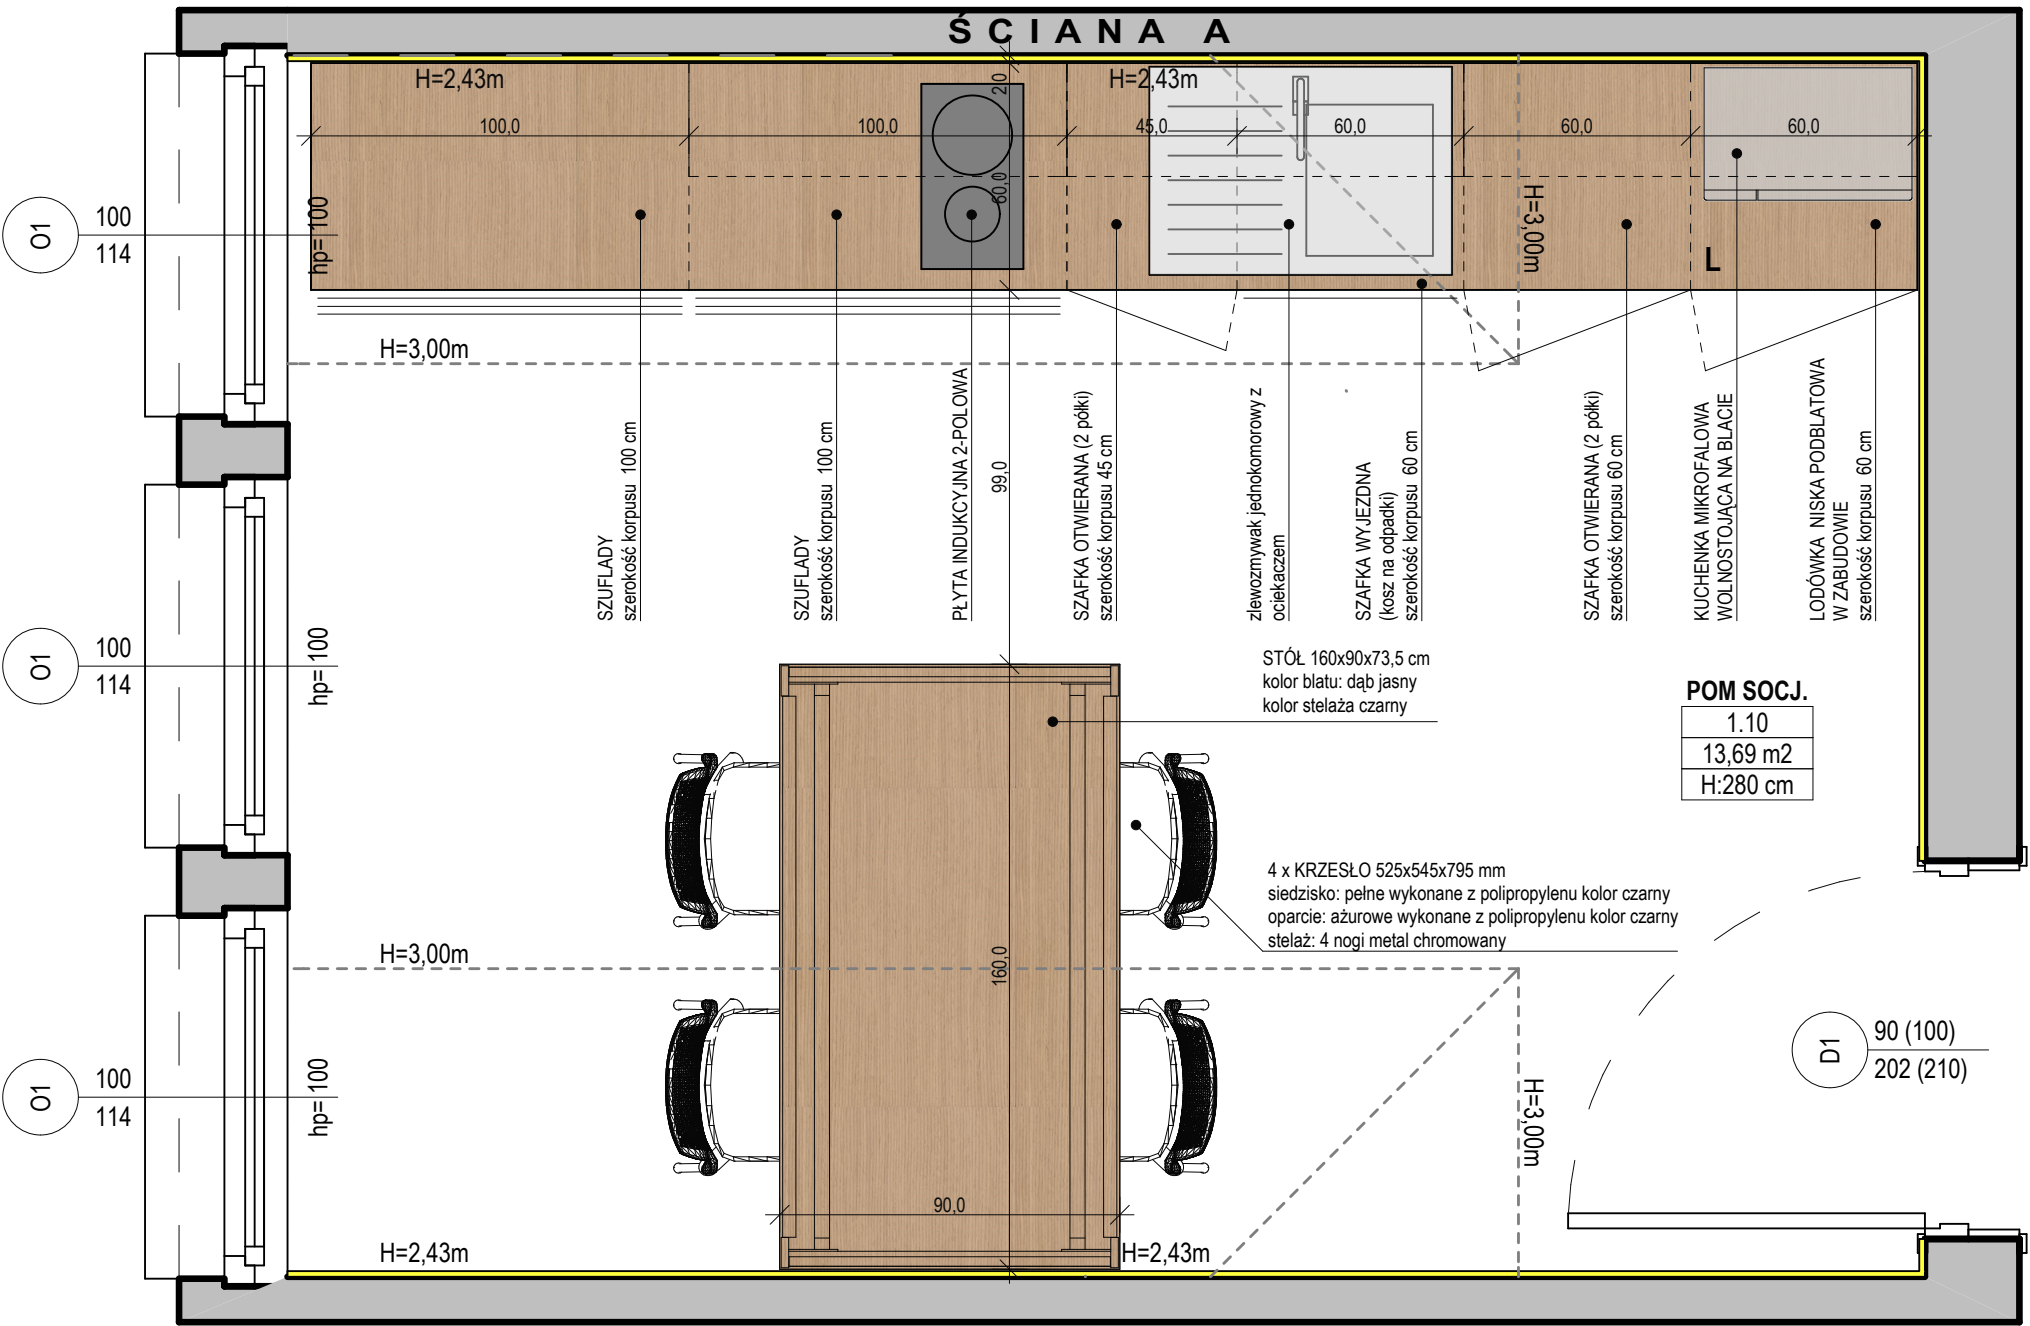 ŚCIANA A
H=2,43m
H=2,43m
2,0
100,0
100,0
45,0
60,0
60,0
60,0
60,0
O1
100
114
hp= 100
H=3,00m
L
H=3,00m
99,0
SZUFLADY
szerokość korpusu 100 cm
SZUFLADY
szerokość korpusu 100 cm
PŁYTA INDUKCYJNA 2-POLOWA
SZAFKA OTWIERANA (2 półki)
szerokość korpusu 45 cm
zlewozmywak jednokomorowy z
ociekaczem
SZAFKA WYJEZDNA
(kosz na odpadki)
szerokość korpusu 60 cm
SZAFKA OTWIERANA (2 półki)
szerokość korpusu 60 cm
KUCHENKA MIKROFALOWA
WOLNOSTOJĄCA NA BLACIE
LODÓWKA NISKA PODBLATOWA
W ZABUDOWIE
szerokość korpusu 60 cm
O1
100
114
hp= 100
STÓŁ 160x90x73,5 cm
kolor blatu: dąb jasny
kolor stelaża czarny
POM SOCJ.
1.10
13,69 m2
H:280 cm
4 x KRZESŁO 525x545x795 mm
siedzisko: pełne wykonane z polipropylenu kolor czarny
oparcie: ażurowe wykonane z polipropylenu kolor czarny
stelaż: 4 nogi metal chromowany
H=3,00m
160,0
O1
100
114
hp= 100
D1
90 (100)
202 (210)
H=3,00m
90,0
H=2,43m
H=2,43m